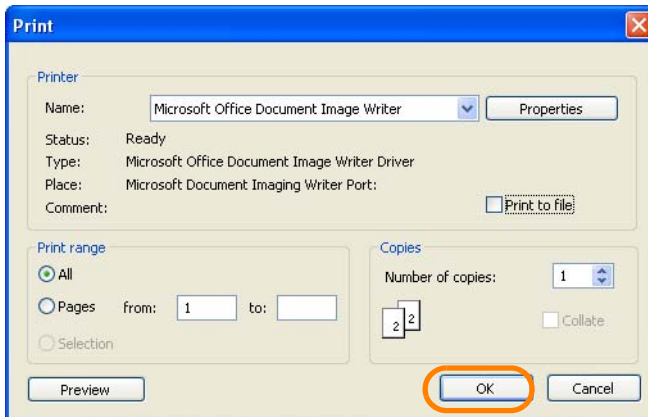 Print
Printer
Name: Microsoft Office Document Image Writer Properties
Status: Ready
Type: Microsoft Office Document Image Writer Driver
Place: Microsoft Document Imaging Writer Port:
Comment: Print to file
Print range
All
Pages from: 1 to:
Selection
Copies
Number of copies: 1
2 2
Collate
Preview OK Cancel